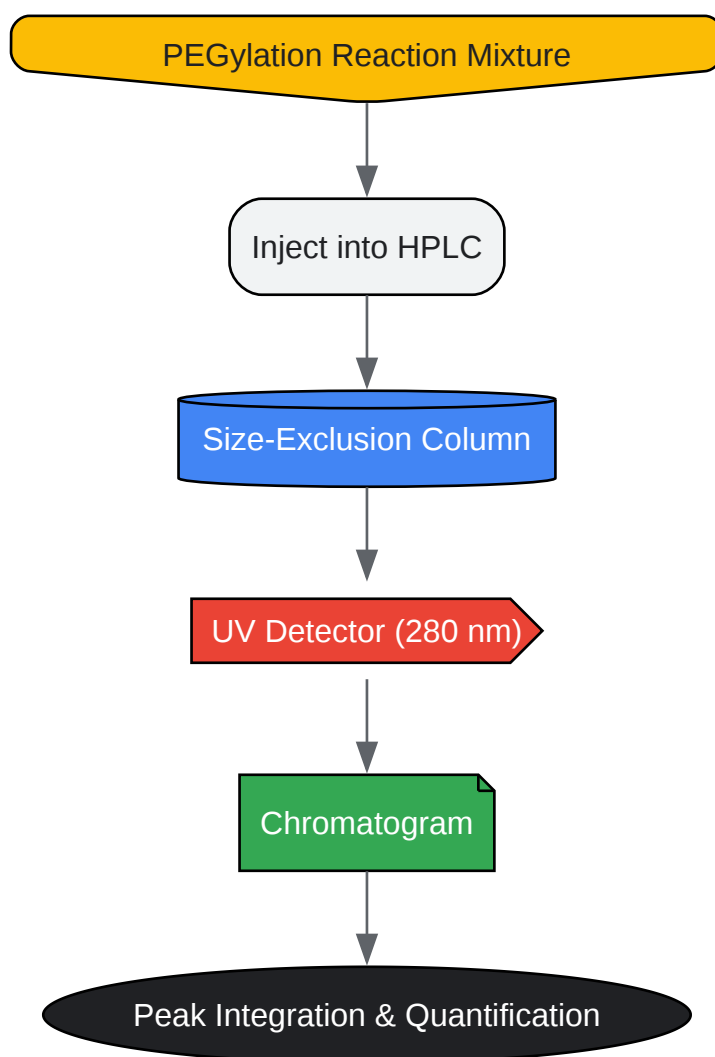 PEGylation Reaction Mixture
Inject into HPLC
Size-Exclusion Column
UV Detector (280 nm)
Chromatogram
Peak Integration & Quantification